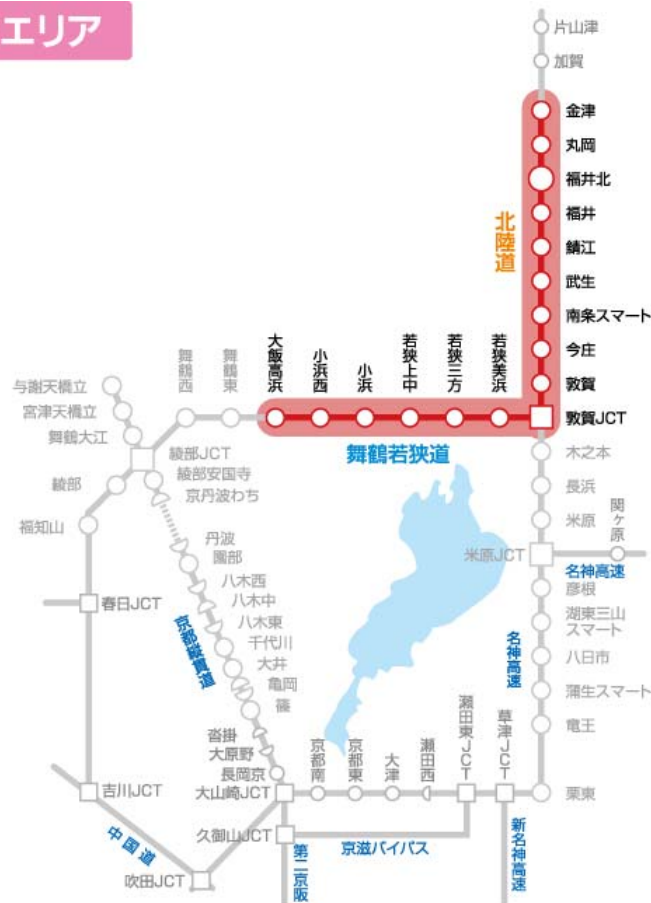 エリア
片山津
加賀
金津
丸岡
福井北
福井
鯖江
武生
南条スマート
今庄
敦賀
敦賀JCT
北陸道
大飯高浜
小浜西
小浜
若狭上中
若狭三方
若狭美浜
舞鶴西
舞鶴東
舞鶴若狭道
与謝天橋立
宮津天橋立
舞鶴大江
綾部JCT
綾部安国寺
京丹波わち
綾部
福知山
丹波
園部
八木西
八木中
八木東
千代川
大井
亀岡
篠
沓掛
大原野
長岡京
大山崎JCT
京都縦貫道
春日JCT
吉川JCT
中国道
吹田JCT
久御山JCT
第二京阪
京滋バイパス
京都南
京都東
大津
瀬田西
瀬田東JCT
草津JCT
新名神高速
栗東
竜王
蒲生スマート
八日市
湖東三山
スマート
彦根
名神高速
米原JCT
関ヶ原
名神高速
米原
長浜
木之本